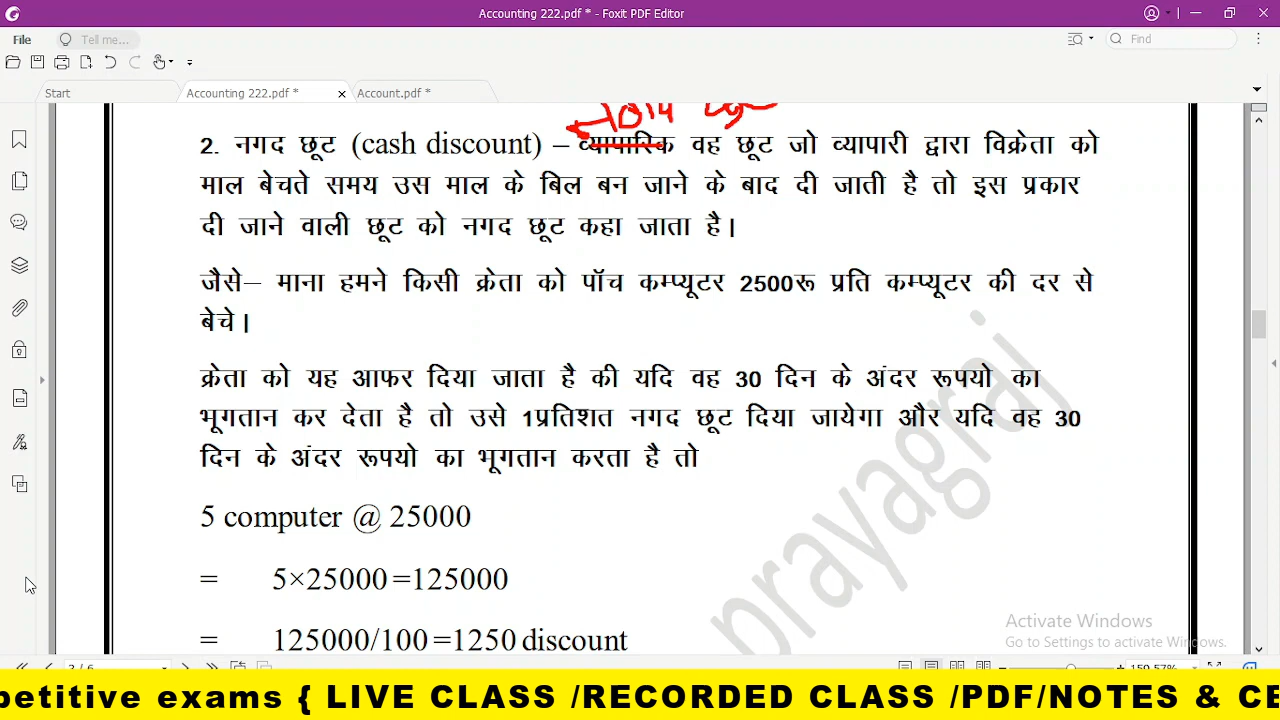 Accounting 222.pdf * - Foxit PDF Editor
File Tell me... Find
Start Accounting 222.pdf * Account.pdf *
2. नगद छूट (cash discount) – व्यापारिक वह छूट जो व्यापारी द्वारा विक्रेता को
माल बेचते समय उस माल के बिल बन जाने के बाद दी जाती है तो इस प्रकार
दी जाने वाली छूट को नगद छूट कहा जाता है।
जैसे— माना हमने किसी क्रेता को पॉच कम्प्यूटर 2500रू प्रति कम्प्यूटर की दर से
बेचे।
क्रेता को यह आफर दिया जाता है की यदि वह 30 दिन के अंदर रूपयो का
भूगतान कर देता है तो उसे 1प्रतिशत नगद छूट दिया जायेगा और यदि वह 30
दिन के अंदर रूपयो का भूगतान करता है तो
5 computer @ 25000
= 5×25000 =125000
= 125000/100 =1250 discount
prayagraj
Activate Windows
Go to Settings to activate Windows.
3 / 6 159.57%
petitive exams { LIVE CLASS /RECORDED CLASS /PDF/NOTES & CE